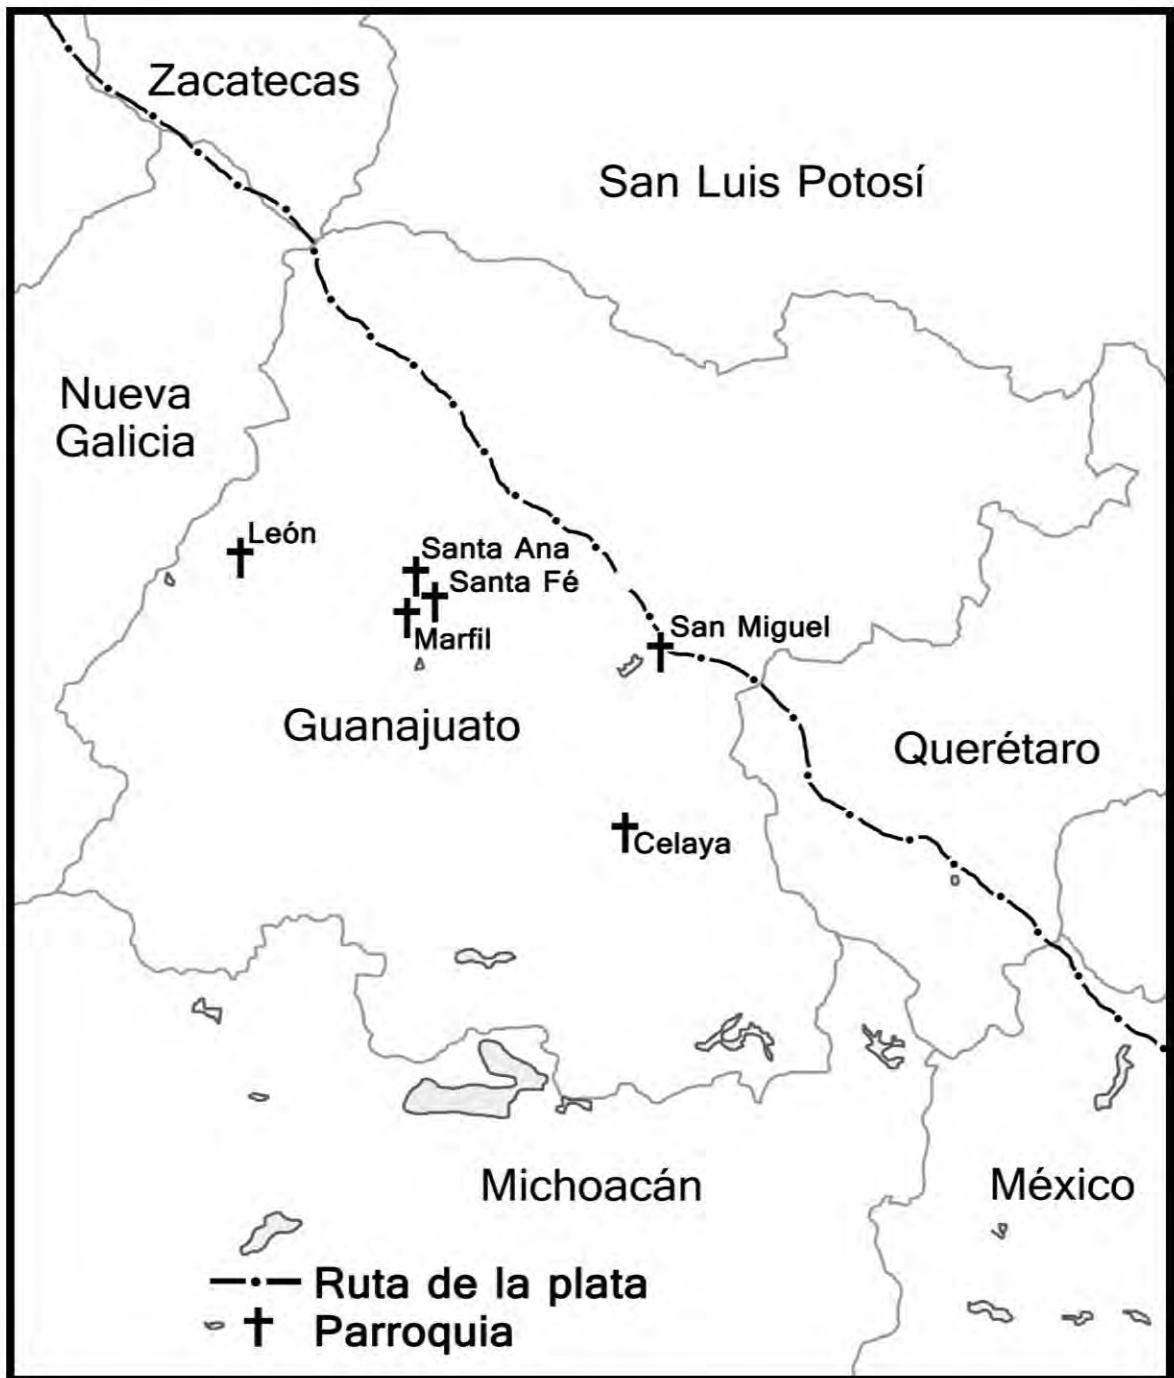 Zacatecas
San Luis Potosí
Nueva
Galicia
León
Santa Ana
Santa Fé
Marfil
San Miguel
Guanajuato
Querétaro
Celaya
Michoacán
México
Ruta de la plata
Parroquia